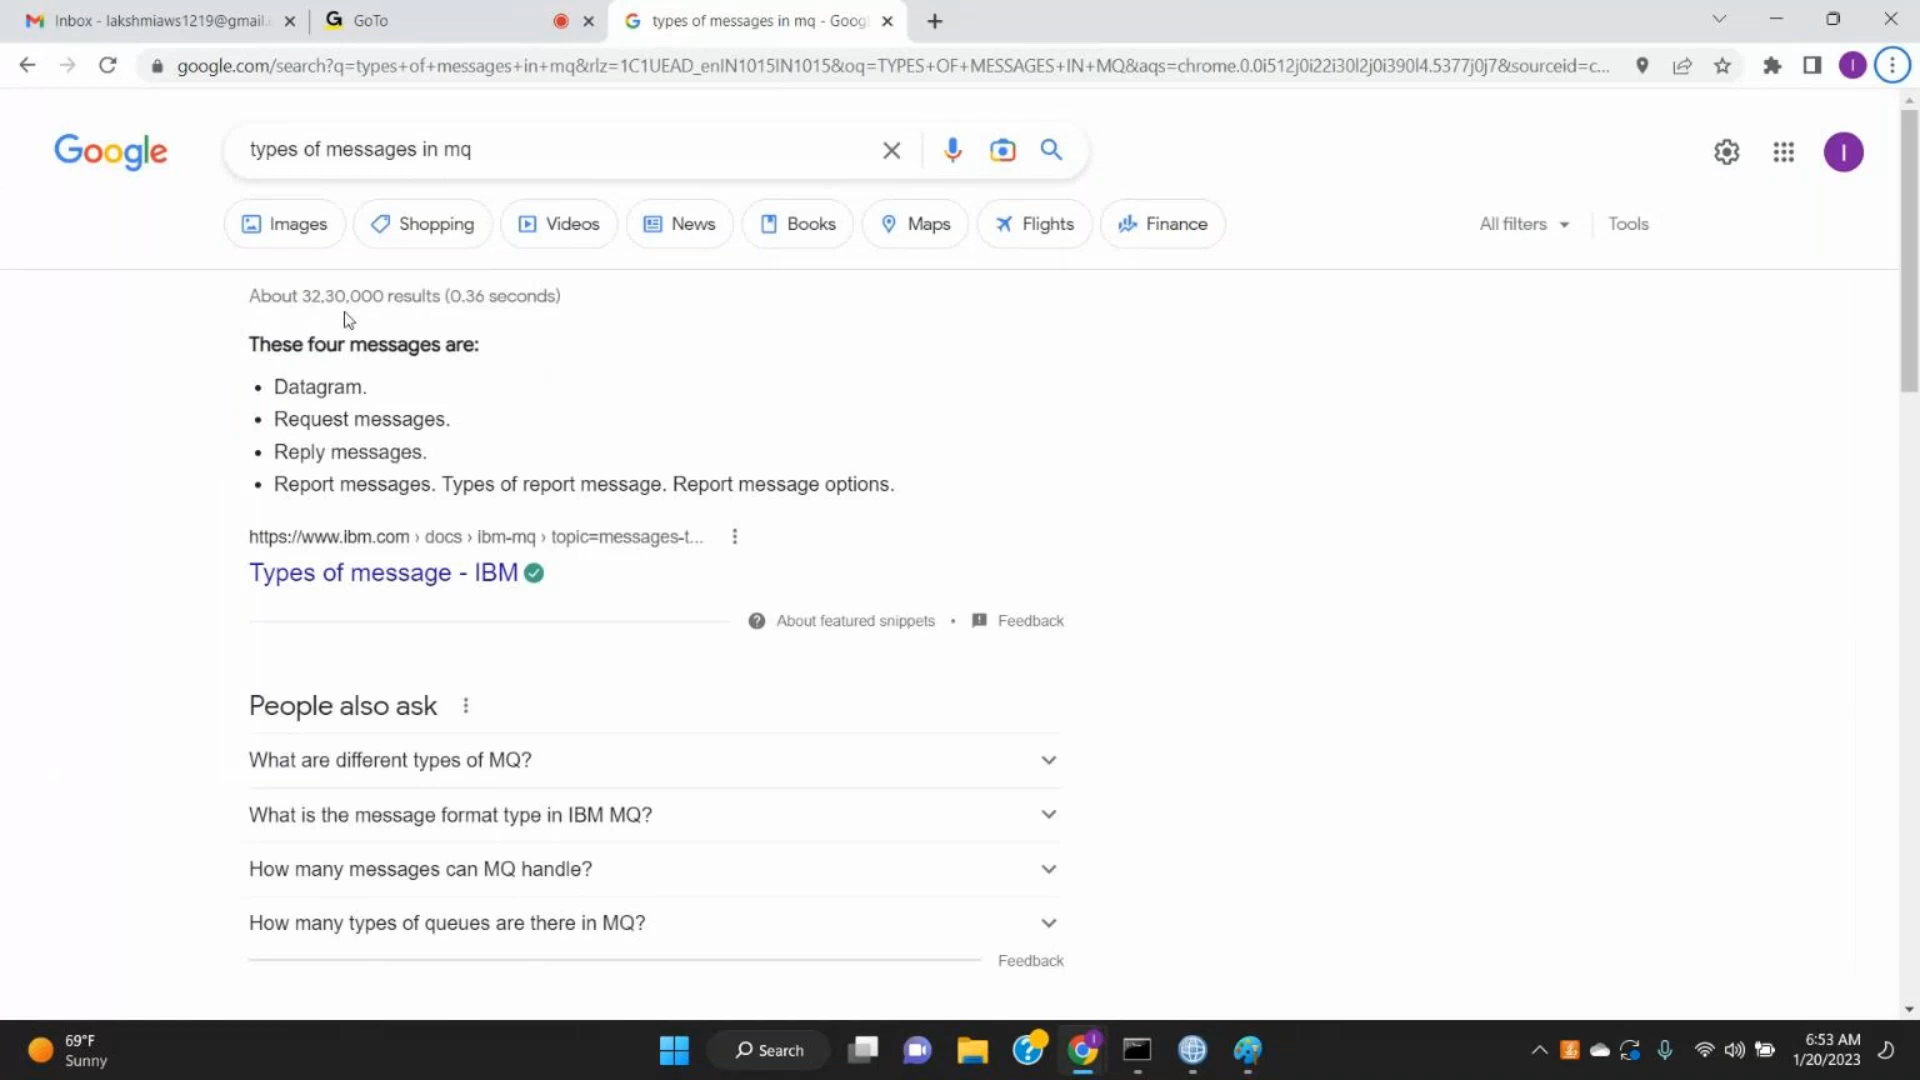 Inbox - lakshmiaws1219@gmail.
GoTo
types of messages in mq - Goog
google.com/search?q=types+of+messages+in+mq&rlz=1C1UEAD_enIN1015IN1015&oq=TYPES+OF+MESSAGES+IN+MQ&aqs=chrome.0.0i512j0i22i30l2j0i390l4.5377j0j7&sourceid=c...
I
Google
types of messages in mq
I
Images
Shopping
Videos
News
Books
Maps
Flights
Finance
All filters
Tools
About 32,30,000 results (0.36 seconds)
These four messages are:
• Datagram.
• Request messages.
• Reply messages.
• Report messages. Types of report message. Report message options.
https://www.ibm.com › docs › ibm-mq › topic=messages-t...
Types of message - IBM
About featured snippets • Feedback
People also ask
What are different types of MQ?
What is the message format type in IBM MQ?
How many messages can MQ handle?
How many types of queues are there in MQ?
Feedback
69°F
Sunny
Search
6:53 AM
1/20/2023